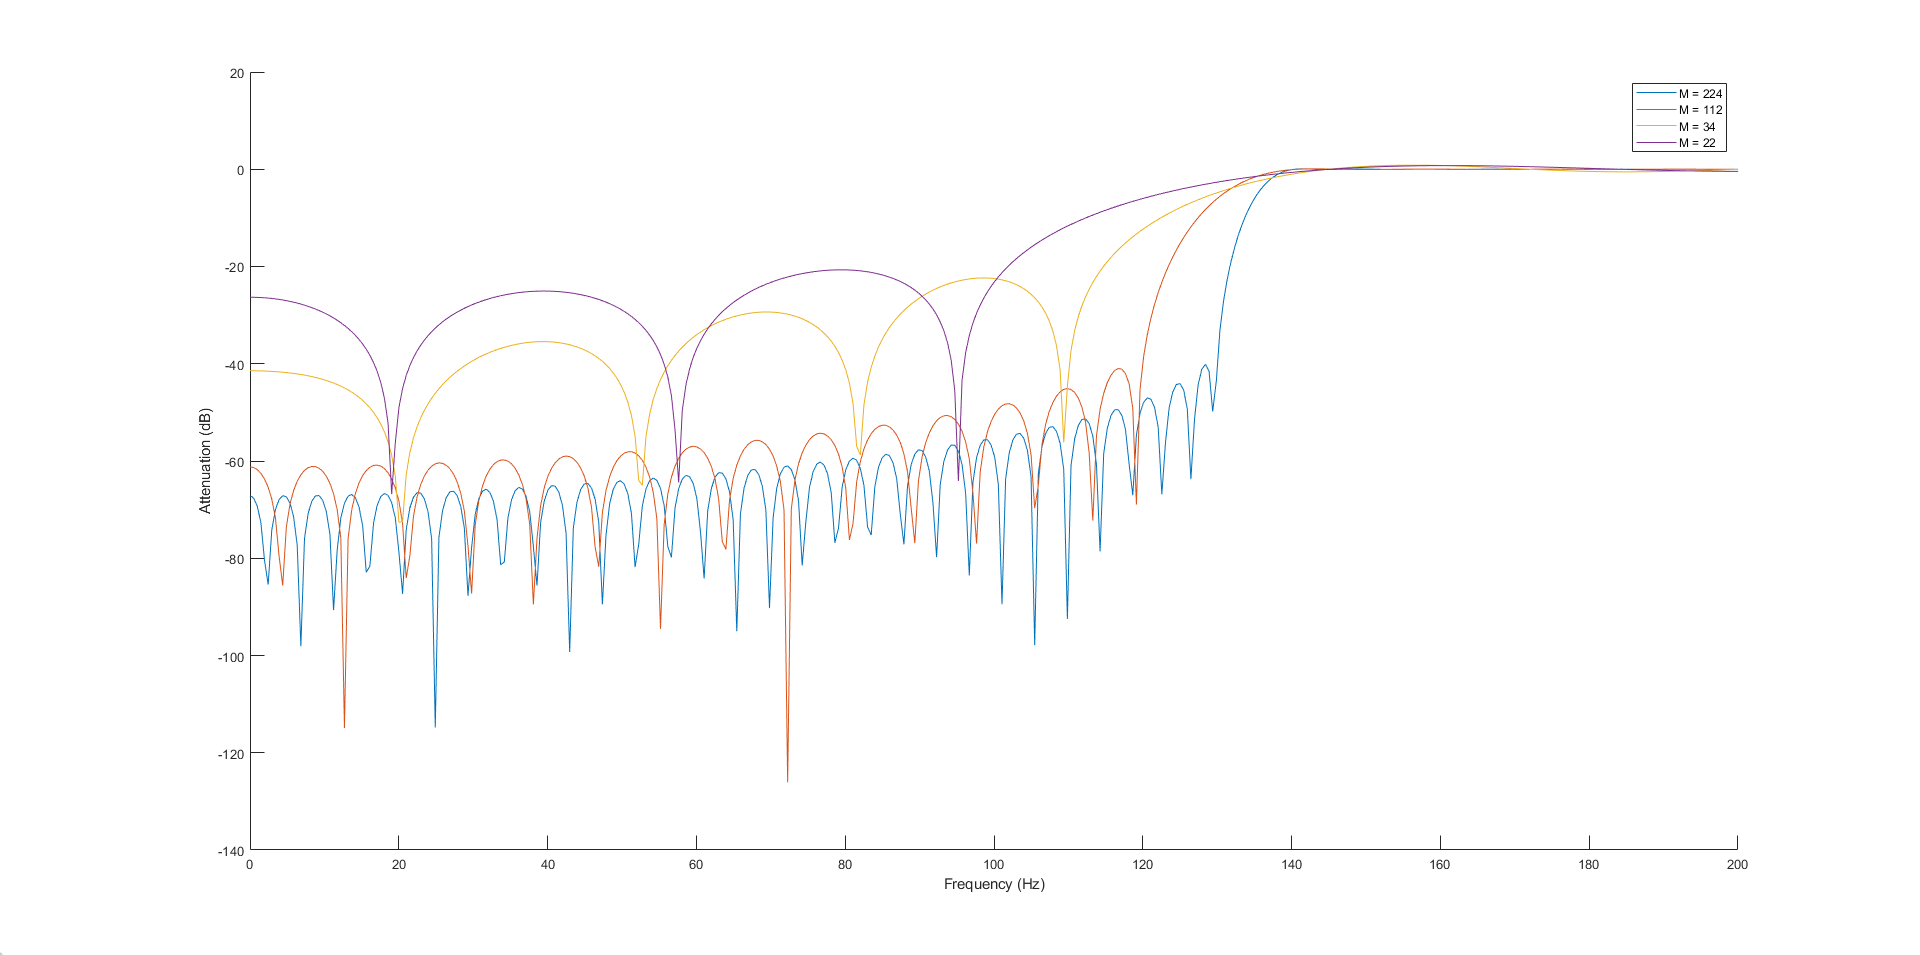 20
0
-20
-40
-60
-80
-100
-120
-140
Attenuation (dB)
M = 224
M = 112
M = 34
M = 22
0 20 40 60 80 100 120 140 160 180 200
Frequency (Hz)